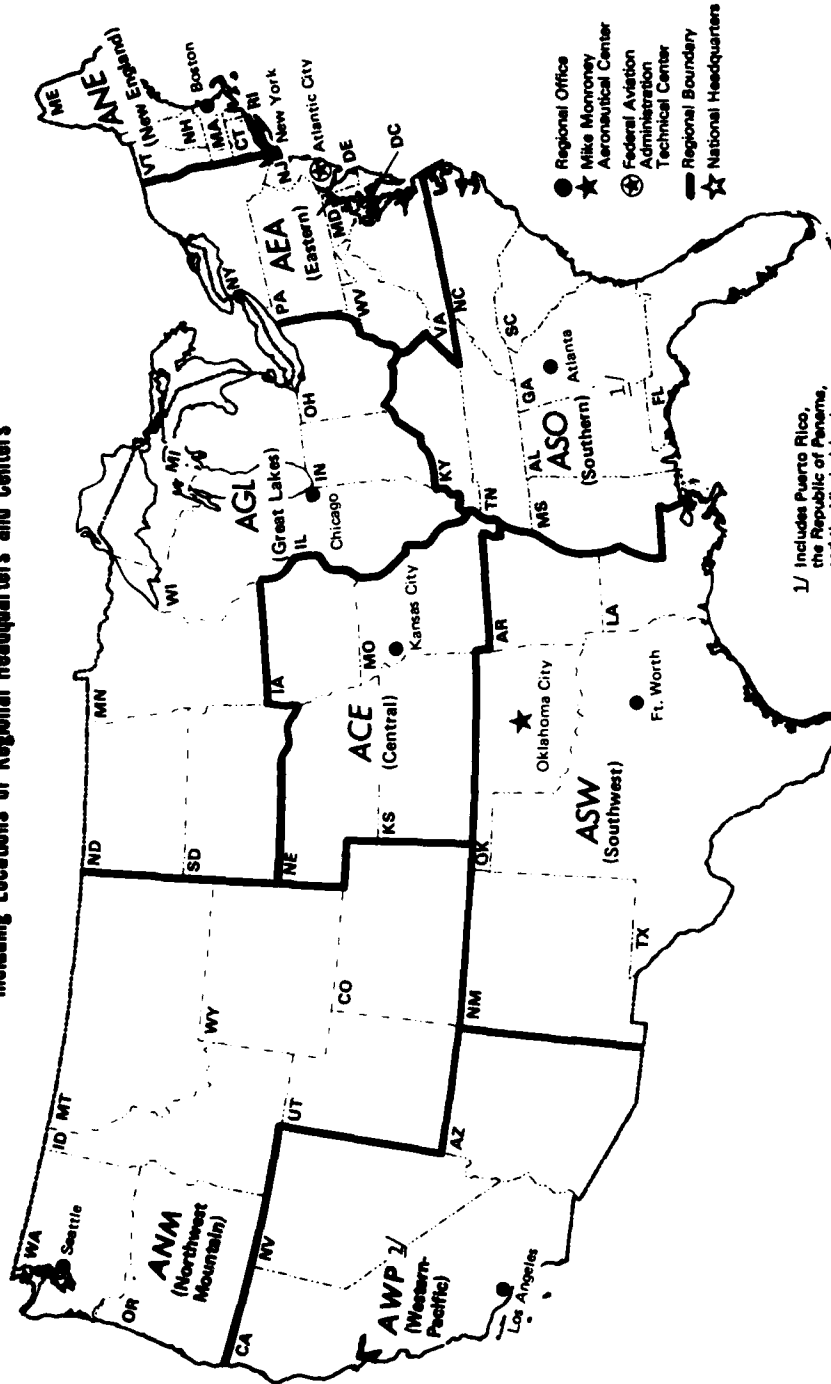 Including Locations of Regional Headquarters and Centers
WA
Seattle
OR
ID
MT
ANM
(Northwest
Mountain)
CA
NV
AWP 2/
(Western-
Pacific)
Los Angeles
UT
AZ
WY
CO
NM
ND
SD
NE
KS
ACE
(Central)
MN
IA
MO
Kansas City
OK
Oklahoma City
ASW
(Southwest)
TX
Ft. Worth
AR
LA
WI
MI
AGL
(Great Lakes)
IL
IN
Chicago
OH
KY
TN
MS
AL
GA
ASO
(Southern)
1/
Atlanta
FL
SC
NC
VA
WV
PA
NY
AEA
(Eastern)
MD
DE
DC
NJ
New York
Atlantic City
VT
ANE
(New England)
ME
NH
MA
CT
RI
Boston
Regional Office
Mike Monroney
Aeronautical Center
Federal Aviation
Administration
Technical Center
Regional Boundary
National Headquarters
1/ Includes Puerto Rico,
the Republic of Panama,